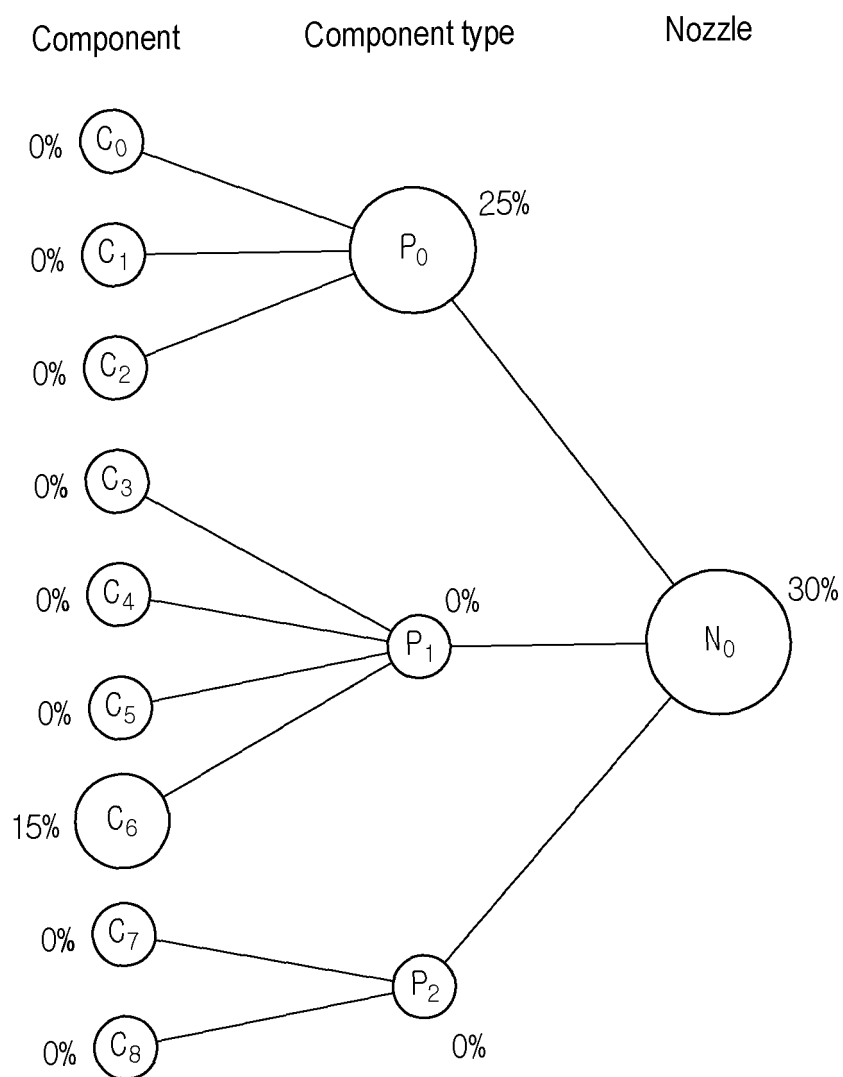 Component Component type Nozzle
0% C0
25%
0% C1 P0
0% C2
0% C3
0% C4 0% 30%
P1 N0
0% C5
15% C6
0% C7
P2
0% C8 0%